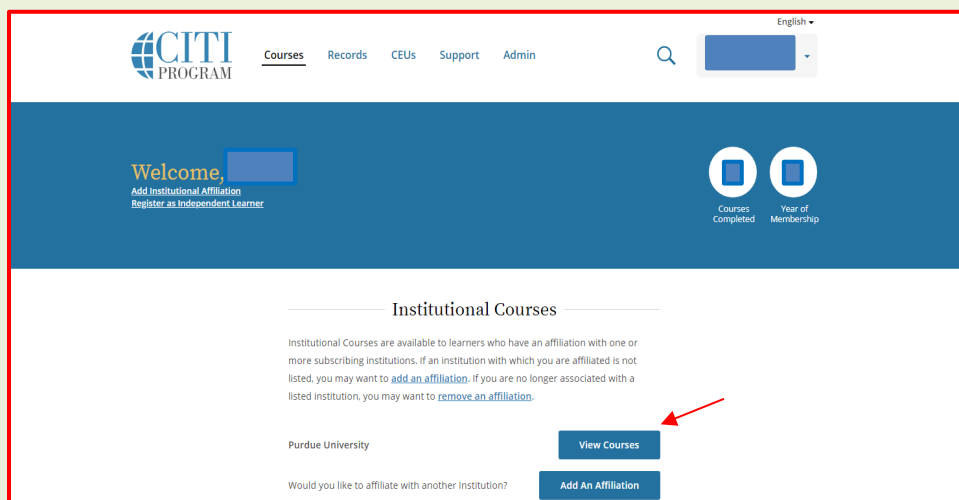 English
CITI
PROGRAM
Courses Records CEUs Support Admin
Welcome,
Add Institutional Affiliation
Register as Independent Learner
Courses
Completed
Year of
Membership
Institutional Courses
Institutional Courses are available to learners who have an affiliation with one or
more subscribing institutions. If an institution with which you are affiliated is not
listed, you may want to add an affiliation. If you are no longer associated with a
listed institution, you may want to remove an affiliation.
Purdue University View Courses
Would you like to affiliate with another Institution? Add An Affiliation